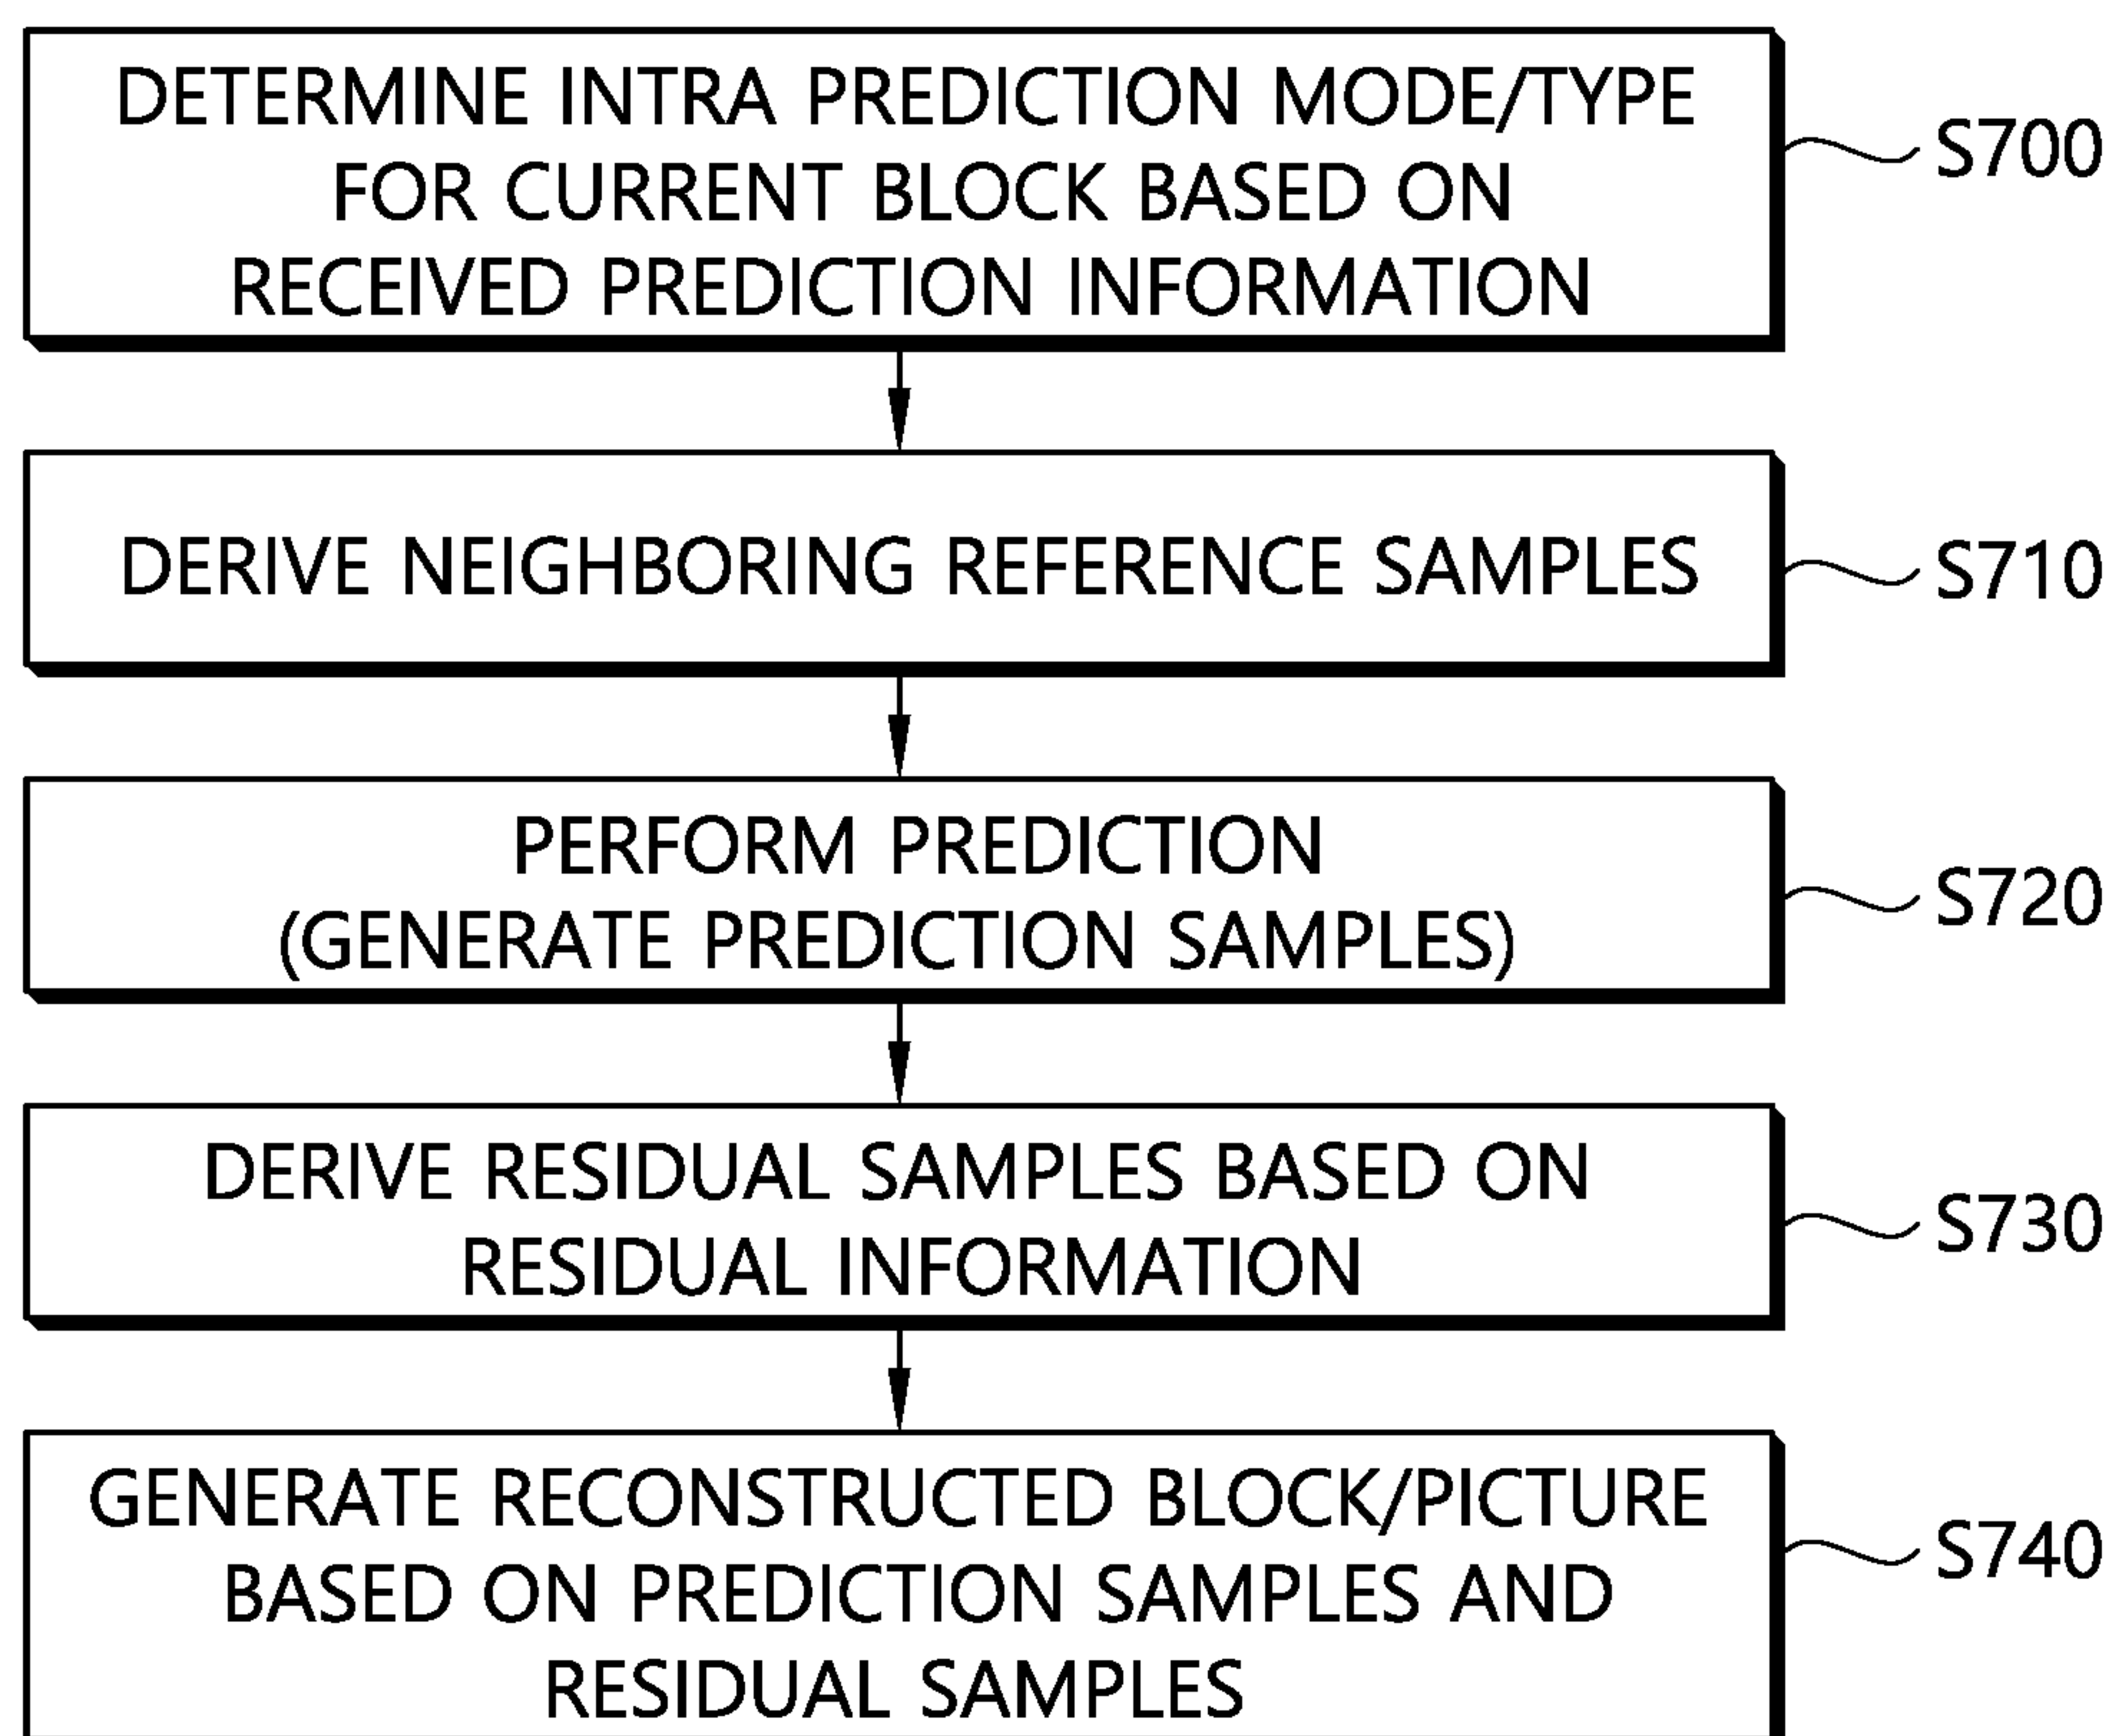 DETERMINE INTRA PREDICTION MODE/TYPE
FOR CURRENT BLOCK BASED ON
RECEIVED PREDICTION INFORMATION
S700
DERIVE NEIGHBORING REFERENCE SAMPLES
S710
PERFORM PREDICTION
(GENERATE PREDICTION SAMPLES)
S720
DERIVE RESIDUAL SAMPLES BASED ON
RESIDUAL INFORMATION
S730
GENERATE RECONSTRUCTED BLOCK/PICTURE
BASED ON PREDICTION SAMPLES AND
RESIDUAL SAMPLES
S740